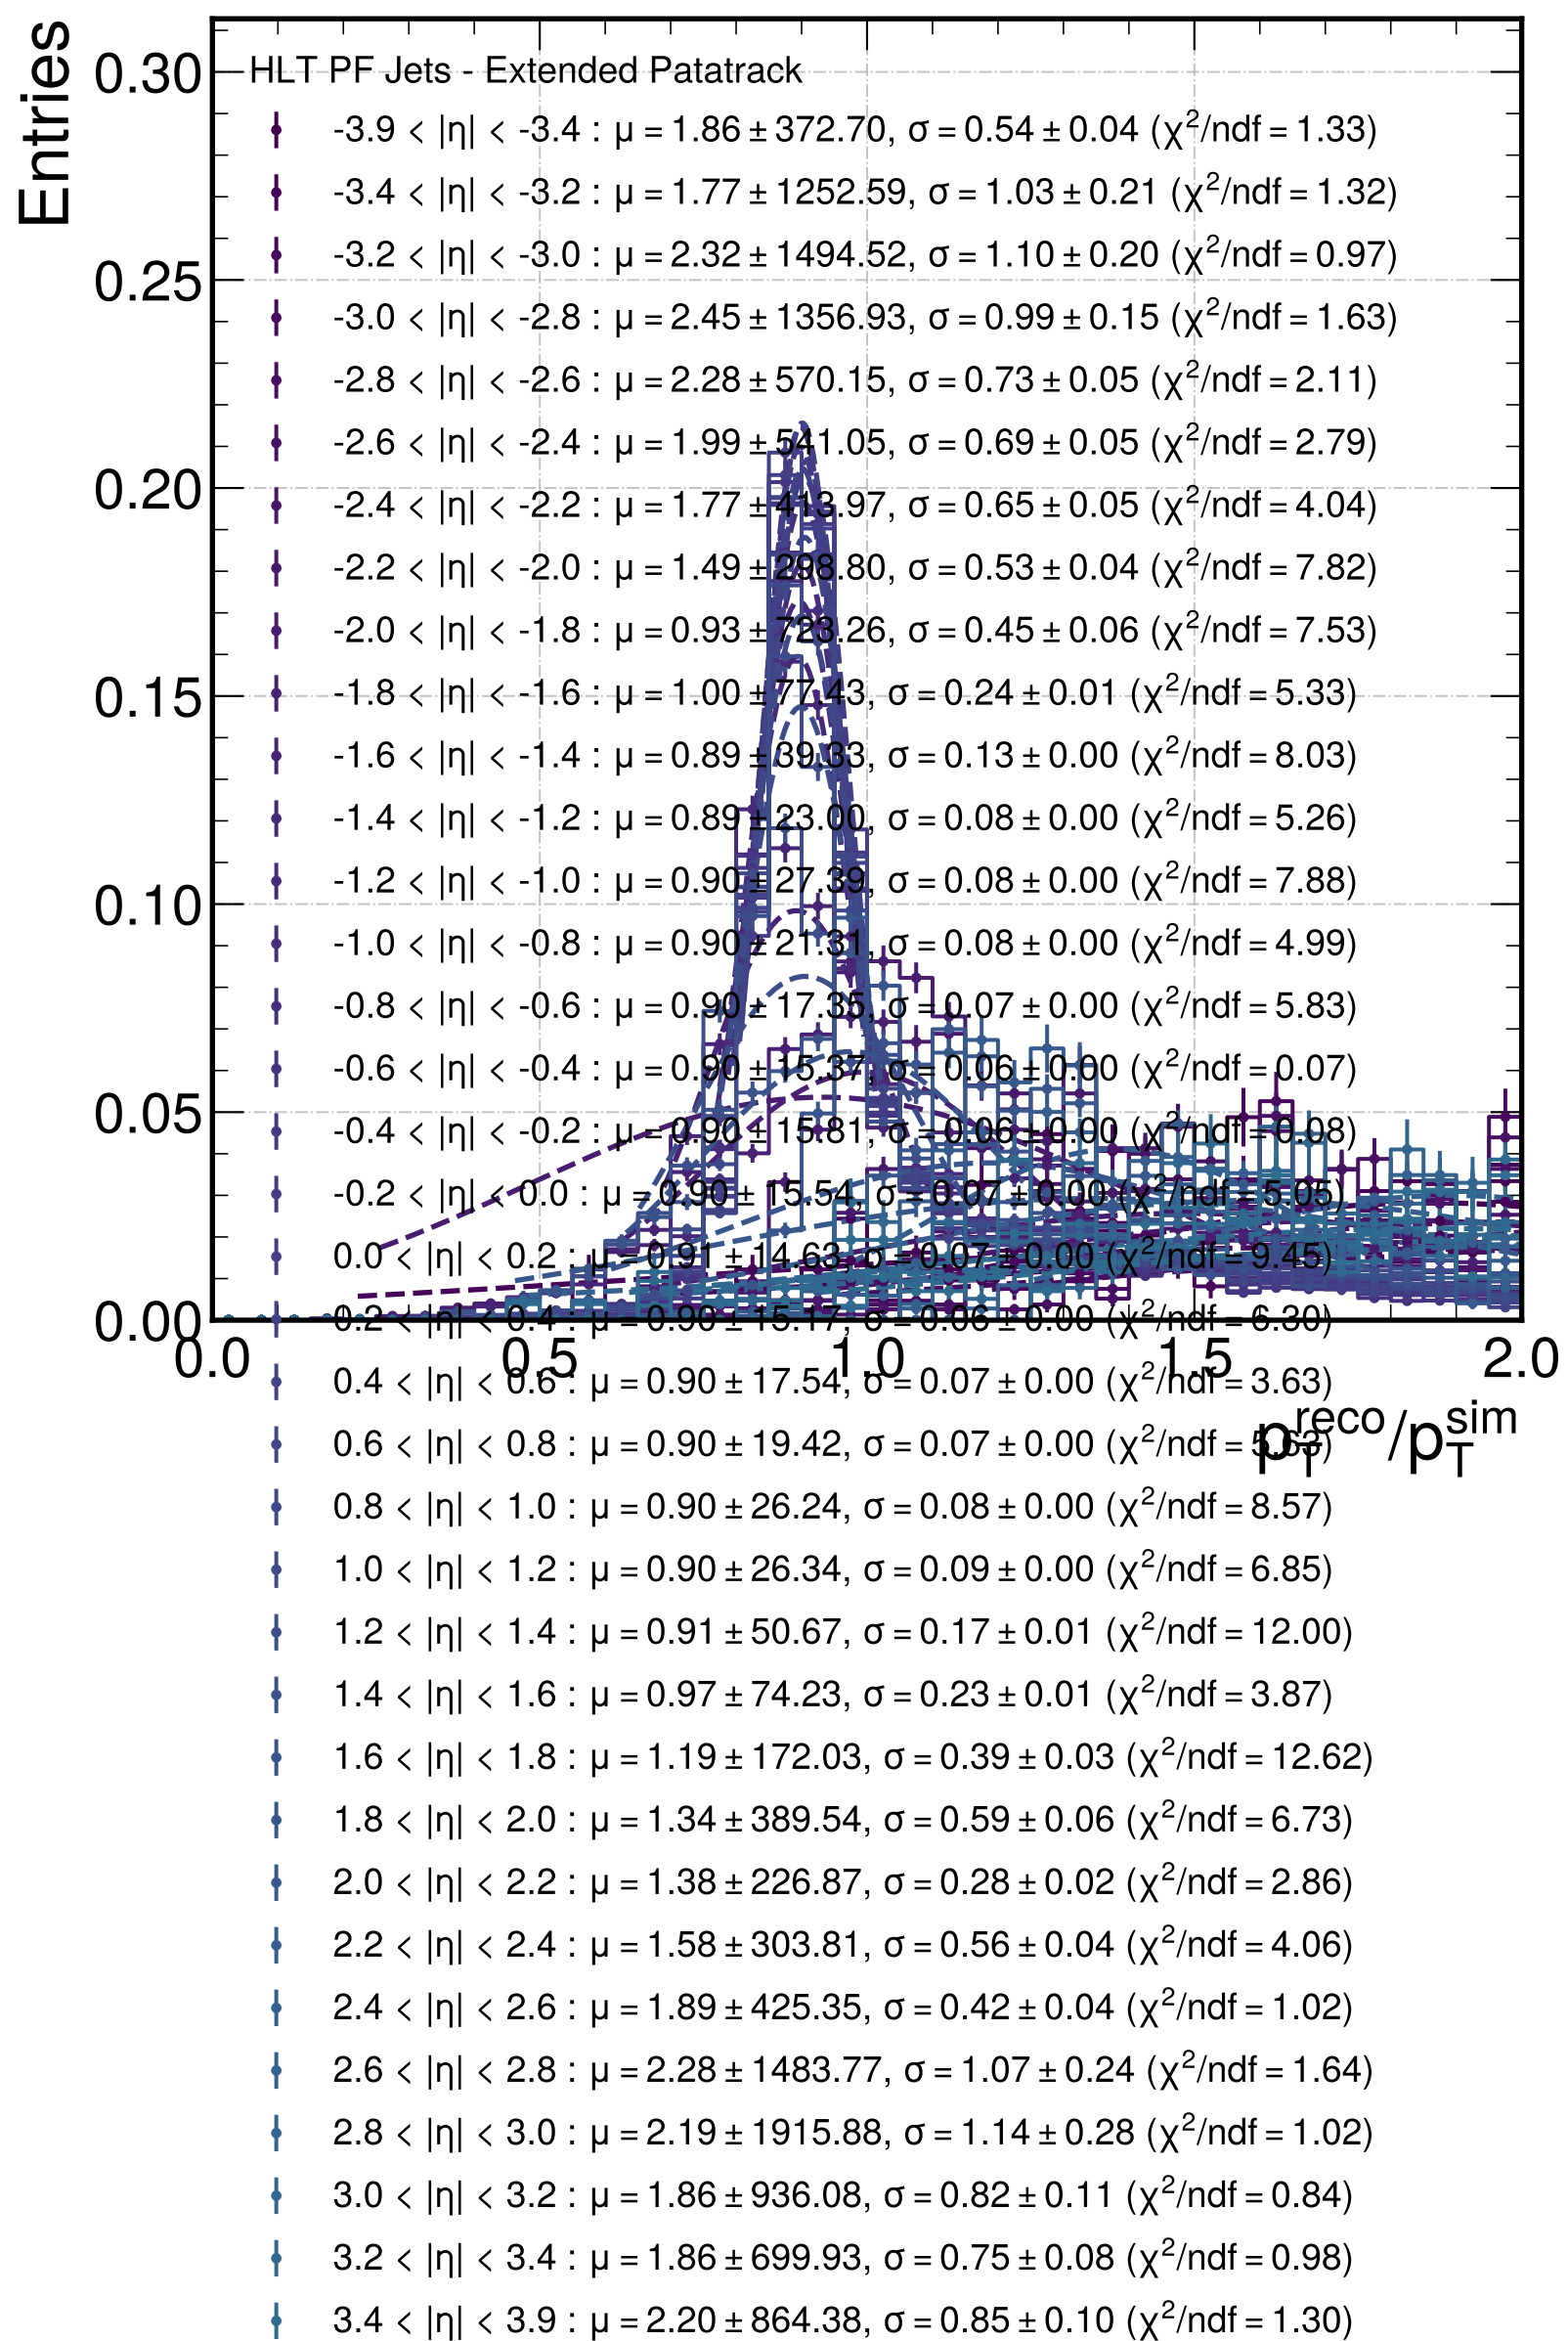 Entries
0.30
0.25
0.20
0.15
0.10
0.05
0.00
HLT PF Jets - Extended Patatrack
-3.9 < |η| < -3.4 : μ = 1.86 ± 372.70, σ = 0.54 ± 0.04 (χ²/ndf = 1.33)
-3.4 < |η| < -3.2 : μ = 1.77 ± 1252.59, σ = 1.03 ± 0.21 (χ²/ndf = 1.32)
-3.2 < |η| < -3.0 : μ = 2.32 ± 1494.52, σ = 1.10 ± 0.20 (χ²/ndf = 0.97)
-3.0 < |η| < -2.8 : μ = 2.45 ± 1356.93, σ = 0.99 ± 0.15 (χ²/ndf = 1.63)
-2.8 < |η| < -2.6 : μ = 2.28 ± 570.15, σ = 0.73 ± 0.05 (χ²/ndf = 2.11)
-2.6 < |η| < -2.4 : μ = 1.99 ± 541.05, σ = 0.69 ± 0.05 (χ²/ndf = 2.79)
-2.4 < |η| < -2.2 : μ = 1.77 ± 413.97, σ = 0.65 ± 0.05 (χ²/ndf = 4.04)
-2.2 < |η| < -2.0 : μ = 1.49 ± 298.80, σ = 0.53 ± 0.04 (χ²/ndf = 7.82)
-2.0 < |η| < -1.8 : μ = 0.93 ± 723.26, σ = 0.45 ± 0.06 (χ²/ndf = 7.53)
-1.8 < |η| < -1.6 : μ = 1.00 ± 77.43, σ = 0.24 ± 0.01 (χ²/ndf = 5.33)
-1.6 < |η| < -1.4 : μ = 0.89 ± 39.33, σ = 0.13 ± 0.00 (χ²/ndf = 8.03)
-1.4 < |η| < -1.2 : μ = 0.89 ± 23.00, σ = 0.08 ± 0.00 (χ²/ndf = 5.26)
-1.2 < |η| < -1.0 : μ = 0.90 ± 27.39, σ = 0.08 ± 0.00 (χ²/ndf = 7.88)
-1.0 < |η| < -0.8 : μ = 0.90 ± 21.31, σ = 0.08 ± 0.00 (χ²/ndf = 4.99)
-0.8 < |η| < -0.6 : μ = 0.90 ± 17.35, σ = 0.07 ± 0.00 (χ²/ndf = 5.83)
-0.6 < |η| < -0.4 : μ = 0.90 ± 15.37, σ = 0.06 ± 0.00 (χ²/ndf = 0.07)
-0.4 < |η| < -0.2 : μ = 0.90 ± 15.81, σ = 0.06 ± 0.00 (χ²/ndf = 0.08)
-0.2 < |η| < 0.0 : μ = 0.90 ± 15.54, σ = 0.07 ± 0.00 (χ²/ndf = 5.05)
0.0 < |η| < 0.2 : μ = 0.91 ± 14.63, σ = 0.07 ± 0.00 (χ²/ndf = 9.45)
0.2 < |η| < 0.4 : μ = 0.90 ± 15.17, σ = 0.06 ± 0.00 (χ²/ndf = 6.30)
0.0 0.5 1.0 1.5 2.0
0.4 < |η| < 0.6 : μ = 0.90 ± 17.54, σ = 0.07 ± 0.00 (χ²/ndf = 3.63)
p_T^reco/p_T^sim
0.6 < |η| < 0.8 : μ = 0.90 ± 19.42, σ = 0.07 ± 0.00 (χ²/ndf = 5.63)
0.8 < |η| < 1.0 : μ = 0.90 ± 26.24, σ = 0.08 ± 0.00 (χ²/ndf = 8.57)
1.0 < |η| < 1.2 : μ = 0.90 ± 26.34, σ = 0.09 ± 0.00 (χ²/ndf = 6.85)
1.2 < |η| < 1.4 : μ = 0.91 ± 50.67, σ = 0.17 ± 0.01 (χ²/ndf = 12.00)
1.4 < |η| < 1.6 : μ = 0.97 ± 74.23, σ = 0.23 ± 0.01 (χ²/ndf = 3.87)
1.6 < |η| < 1.8 : μ = 1.19 ± 172.03, σ = 0.39 ± 0.03 (χ²/ndf = 12.62)
1.8 < |η| < 2.0 : μ = 1.34 ± 389.54, σ = 0.59 ± 0.06 (χ²/ndf = 6.73)
2.0 < |η| < 2.2 : μ = 1.38 ± 226.87, σ = 0.28 ± 0.02 (χ²/ndf = 2.86)
2.2 < |η| < 2.4 : μ = 1.58 ± 303.81, σ = 0.56 ± 0.04 (χ²/ndf = 4.06)
2.4 < |η| < 2.6 : μ = 1.89 ± 425.35, σ = 0.42 ± 0.04 (χ²/ndf = 1.02)
2.6 < |η| < 2.8 : μ = 2.28 ± 1483.77, σ = 1.07 ± 0.24 (χ²/ndf = 1.64)
2.8 < |η| < 3.0 : μ = 2.19 ± 1915.88, σ = 1.14 ± 0.28 (χ²/ndf = 1.02)
3.0 < |η| < 3.2 : μ = 1.86 ± 936.08, σ = 0.82 ± 0.11 (χ²/ndf = 0.84)
3.2 < |η| < 3.4 : μ = 1.86 ± 699.93, σ = 0.75 ± 0.08 (χ²/ndf = 0.98)
3.4 < |η| < 3.9 : μ = 2.20 ± 864.38, σ = 0.85 ± 0.10 (χ²/ndf = 1.30)